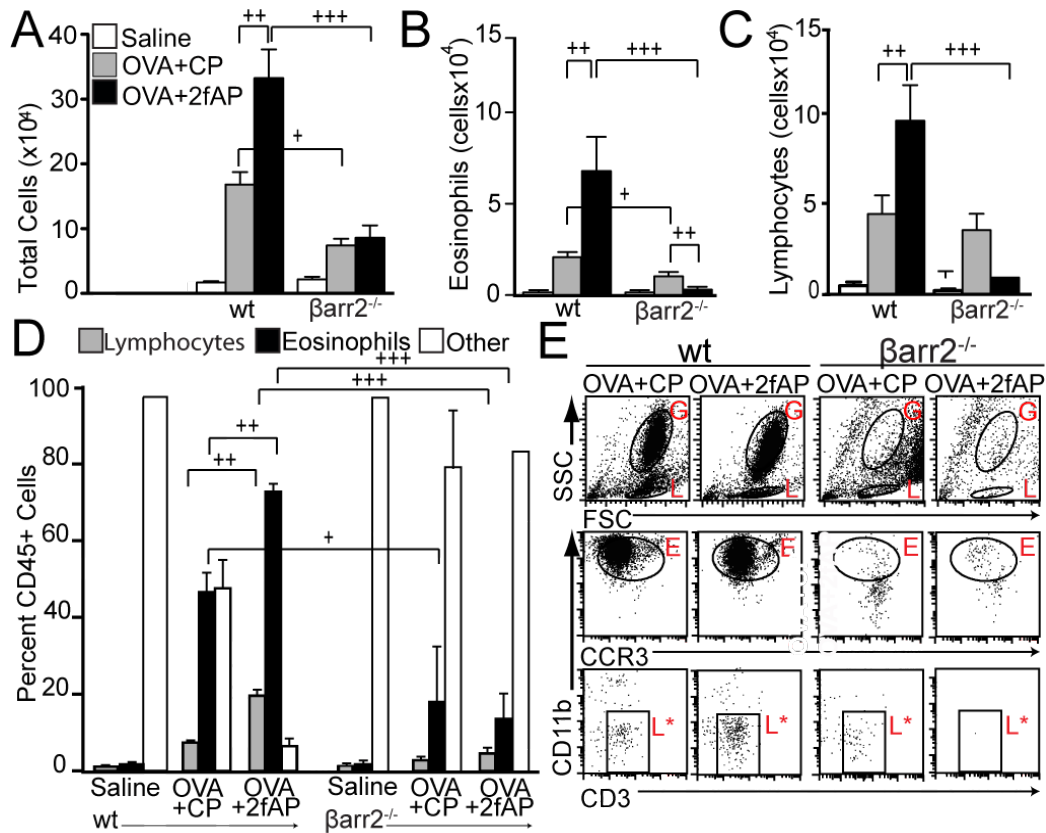 A
Total Cells (x10⁴)
40
30
20
10
0
Saline
OVA+CP
OVA+2fAP
++
+++
+
wt
βarr2⁻/⁻
B
Eosinophils (cellsx10⁴)
15
10
5
0
++
+++
+
++
wt
βarr2⁻/⁻
C
Lymphocytes (cellsx10⁴)
15
10
5
0
++
+++
wt
βarr2⁻/⁻
D
Lymphocytes
Eosinophils
Other
Percent CD45+ Cells
100
80
60
40
20
0
+++
+++
++
++
+
Saline
OVA
+CP
OVA
+2fAP
Saline
OVA
+CP
OVA
+2fAP
wt
βarr2⁻/⁻
E
wt
βarr2⁻/⁻
OVA+CP
OVA+2fAP
OVA+CP
OVA+2fAP
SSC
G
L
G
L
G
L
G
L
FSC
E
E
E
E
CCR3
CD11b
L*
L*
L*
L*
CD3